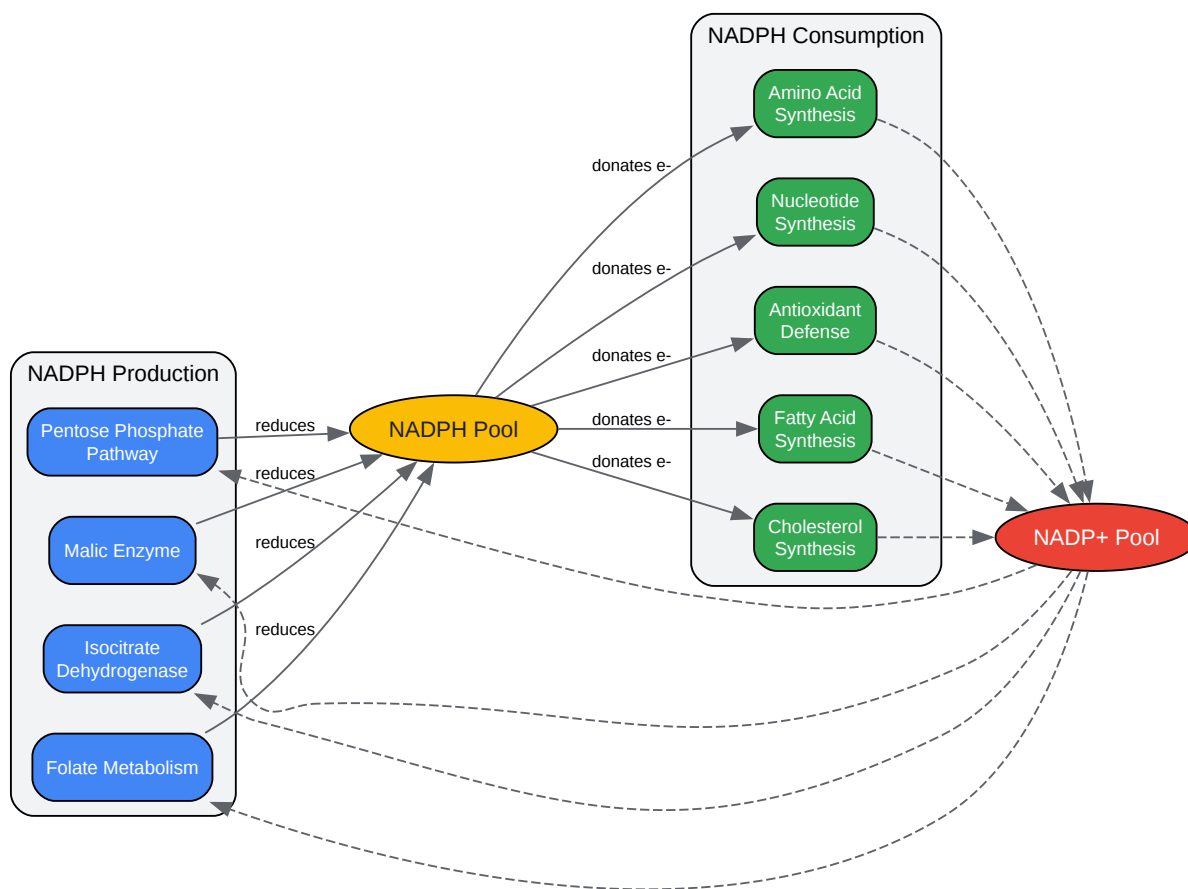 NADPH Consumption
Amino Acid
Synthesis
donates e-
Nucleotide
Synthesis
donates e-
Antioxidant
Defense
donates e-
NADPH Production
Pentose Phosphate
Pathway
reduces
NADPH Pool
donates e-
Fatty Acid
Synthesis
reduces
donates e-
Malic Enzyme
reduces
Cholesterol
Synthesis
NADP+ Pool
Isocitrate
Dehydrogenase
reduces
Folate Metabolism